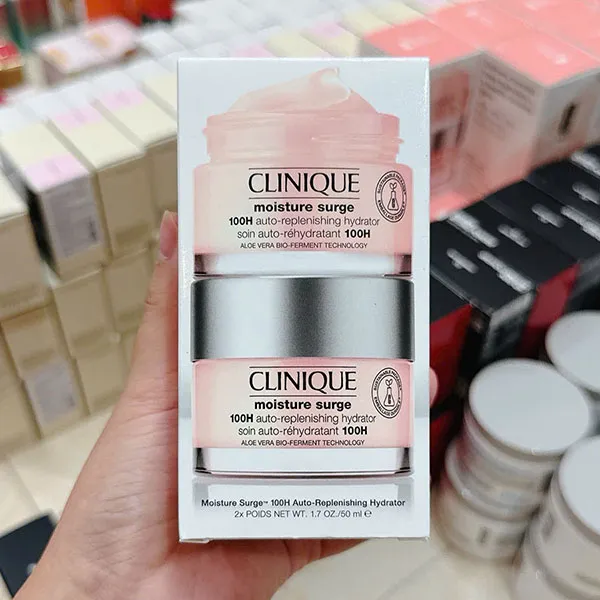 CLINIQUE
moisture surge
100H auto-replenishing hydrator
soin auto-réhydratant 100H
ALOE VERA BIO-FERMENT TECHNOLOGY
CLINIQUE
moisture surge
100H auto-replenishing hydrator
soin auto-réhydratant 100H
ALOE VERA BIO-FERMENT TECHNOLOGY
Moisture Surge™ 100H Auto-Replenishing Hydrator
2x POIDS NET WT. 1.7 OZ./50 ml ℮